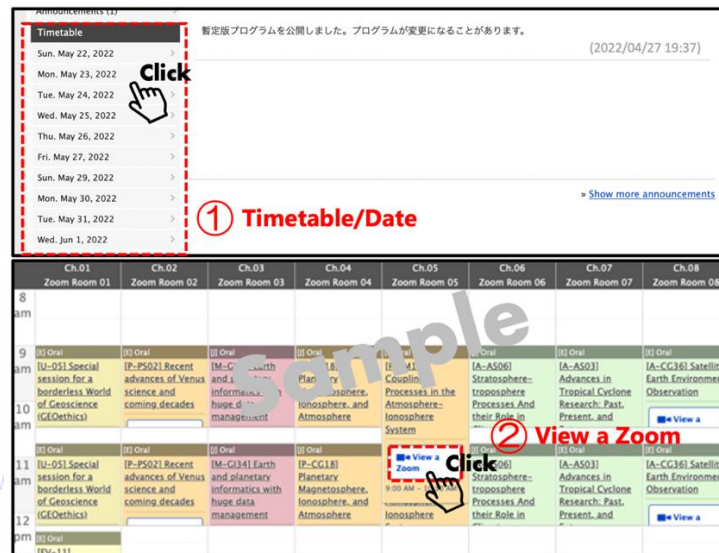 Announcements (1)
Timetable
Sun. May 22, 2022
Mon. May 23, 2022
Tue. May 24, 2022
Wed. May 25, 2022
Thu. May 26, 2022
Fri. May 27, 2022
Sun. May 29, 2022
Mon. May 30, 2022
Tue. May 31, 2022
Wed. Jun 1, 2022
Click
暫定版プログラムを公開しました。プログラムが変更になることがあります。
(2022/04/27 19:37)
» Show more announcements
① Timetable/Date
Ch.01 Ch.02 Ch.03 Ch.04 Ch.05 Ch.06 Ch.07 Ch.08
Zoom Room 01 Zoom Room 02 Zoom Room 03 Zoom Room 04 Zoom Room 05 Zoom Room 06 Zoom Room 07 Zoom Room 08
8
am
Sample
9
am
10
am
[E] Oral
[U-05] Special
session for a
borderless World
of Geoscience
(GEOethics)
[E] Oral
[P-PS02] Recent
advances of Venus
science and
coming decades
[J] Oral
and planetary
huge data
management
Ionosphere, and
Atmosphere
Coupling
Processes in the
Atmosphere-
Ionosphere
System
Oral
[A-AS06]
Stratosphere-
troposphere
Processes And
their Role in
[E] Oral
[A-AS03]
Advances in
Tropical Cyclone
Research: Past,
Present, and
[E] Oral
[A-CG36] Satellit
Earth Environmen
Observation
View a
② View a Zoom
View a
Zoom
Click
9:00 AM
11
am
12
pm
[E] Oral
[U-05] Special
session for a
borderless World
of Geoscience
(GEOethics)
[E] Oral
[P-PS02] Recent
advances of Venus
science and
coming decades
[J] Oral
[M-GI34] Earth
and planetary
informatics with
huge data
management
[E] Oral
[P-CG18]
Planetary
Magnetosphere,
Ionosphere, and
Atmosphere
Ionosphere
Stratosphere-
troposphere
Processes And
their Role in
[A-AS03]
Advances in
Tropical Cyclone
Research: Past,
Present, and
[E] Oral
[A-CG36] Satellit
Earth Environmen
Observation
View a
[E] Oral